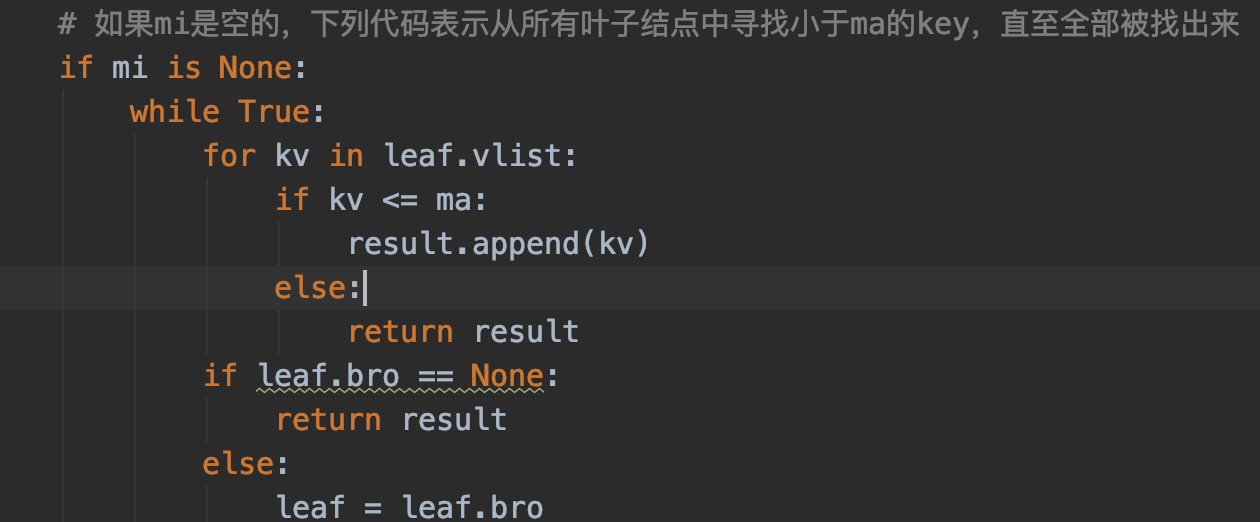 # 如果mi是空的，下列代码表示从所有叶子结点中寻找小于ma的key，直至全部被找出来
if mi is None:
    while True:
        for kv in leaf.vlist:
            if kv <= ma:
                result.append(kv)
            else:
                return result
        if leaf.bro == None:
            return result
        else:
            leaf = leaf.bro